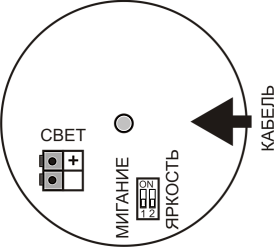 СВЕТ
+
МИГАНИЕ
ON
1 2
ЯРКОСТЬ
КАБЕЛЬ